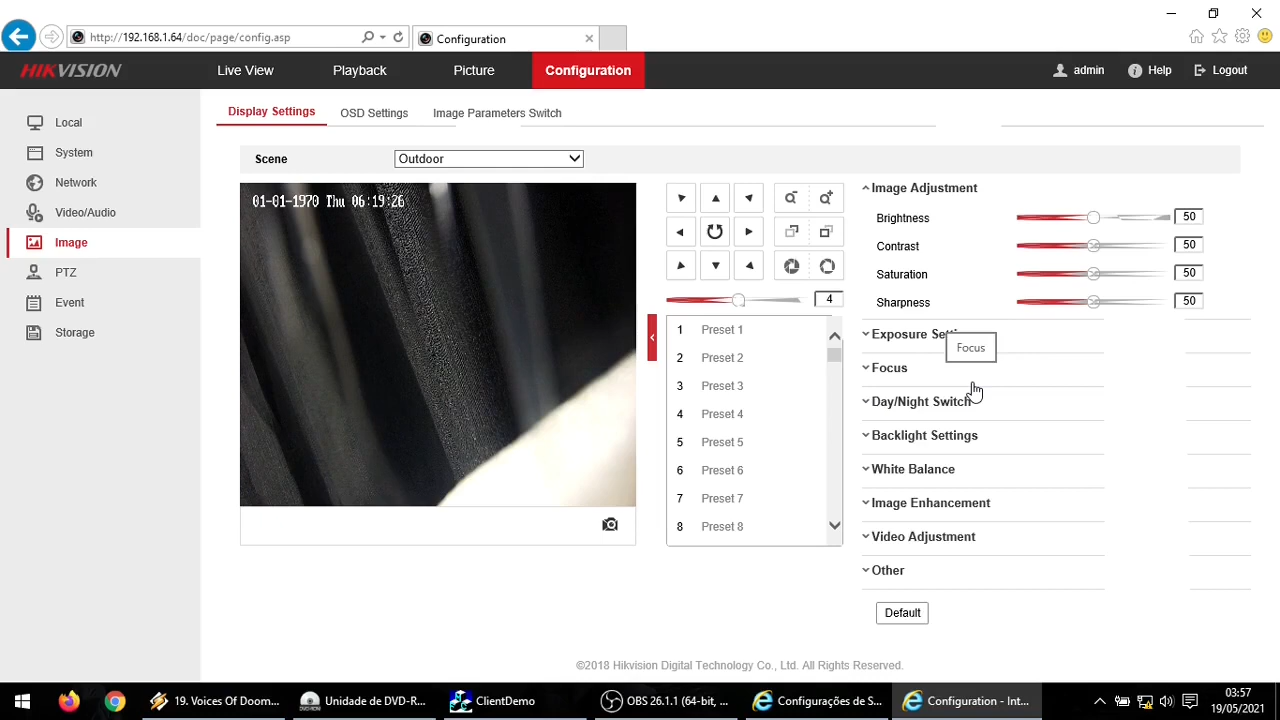 http://192.168.1.64/doc/page/config.asp
Configuration
HIKVISION
Live View
Playback
Picture
Configuration
admin
Help
Logout
Local
System
Network
Video/Audio
Image
PTZ
Event
Storage
Display Settings
OSD Settings
Image Parameters Switch
Scene
Outdoor
01-01-1970 Thu 06:19:26
4
1 Preset 1
2 Preset 2
3 Preset 3
4 Preset 4
5 Preset 5
6 Preset 6
7 Preset 7
8 Preset 8
Image Adjustment
Brightness 50
Contrast 50
Saturation 50
Sharpness 50
Exposure
Focus
Focus
Day/Night Switch
Backlight Settings
White Balance
Image Enhancement
Video Adjustment
Other
Default
©2018 Hikvision Digital Technology Co., Ltd. All Rights Reserved.
19. Voices Of Doom...
Unidade de DVD-R...
ClientDemo
OBS 26.1.1 (64-bit, ...
Configurações de S...
Configuration - Int...
03:57
19/05/2021